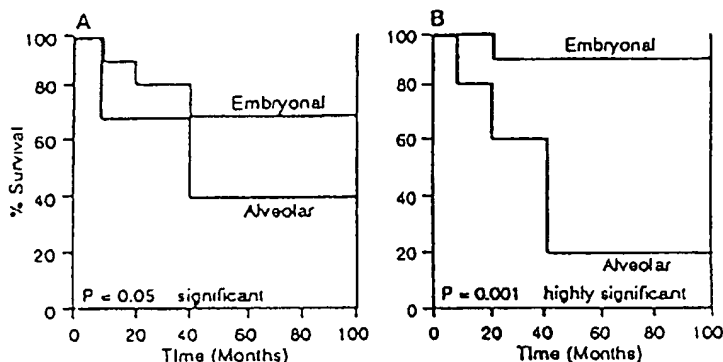 A
% Survival
100
80
60
40
20
0
Embryonal
Alveolar
P = 0.05 significant
0 20 40 60 80 100
Time (Months)
B
100
80
60
40
20
0
Embryonal
Alveolar
P = 0.001 highly significant
0 20 40 60 80 100
Time (Months)